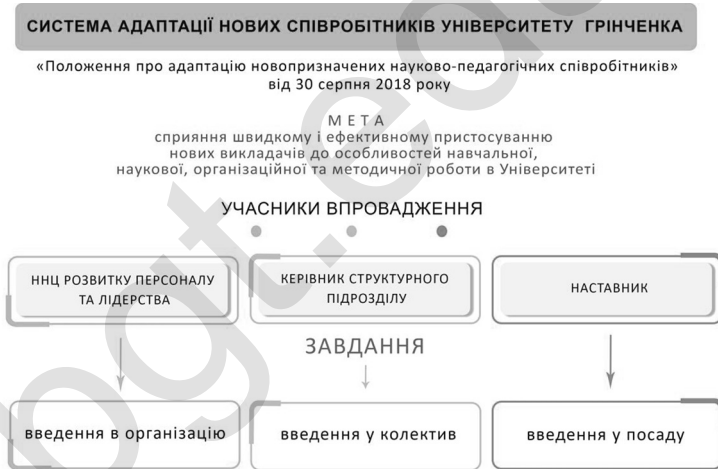 СИСТЕМА АДАПТАЦІЇ НОВИХ СПІВРОБІТНИКІВ УНІВЕРСИТЕТУ ГРІНЧЕНКА
«Положення про адаптацію новопризначених науково-педагогічних співробітників»
від 30 серпня 2018 року
МЕТА
сприяння швидкому і ефективному пристосуванню
нових викладачів до особливостей навчальної,
наукової, організаційної та методичної роботи в Університеті
УЧАСНИКИ ВПРОВАДЖЕННЯ
ННЦ РОЗВИТКУ ПЕРСОНАЛУ
ТА ЛІДЕРСТВА
КЕРІВНИК СТРУКТУРНОГО
ПІДРОЗДІЛУ
НАСТАВНИК
ЗАВДАННЯ
введення в організацію
введення у колектив
введення у посаду